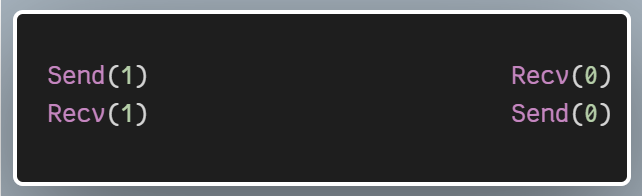 Send(1) Recv(0)
Recv(1) Send(0)